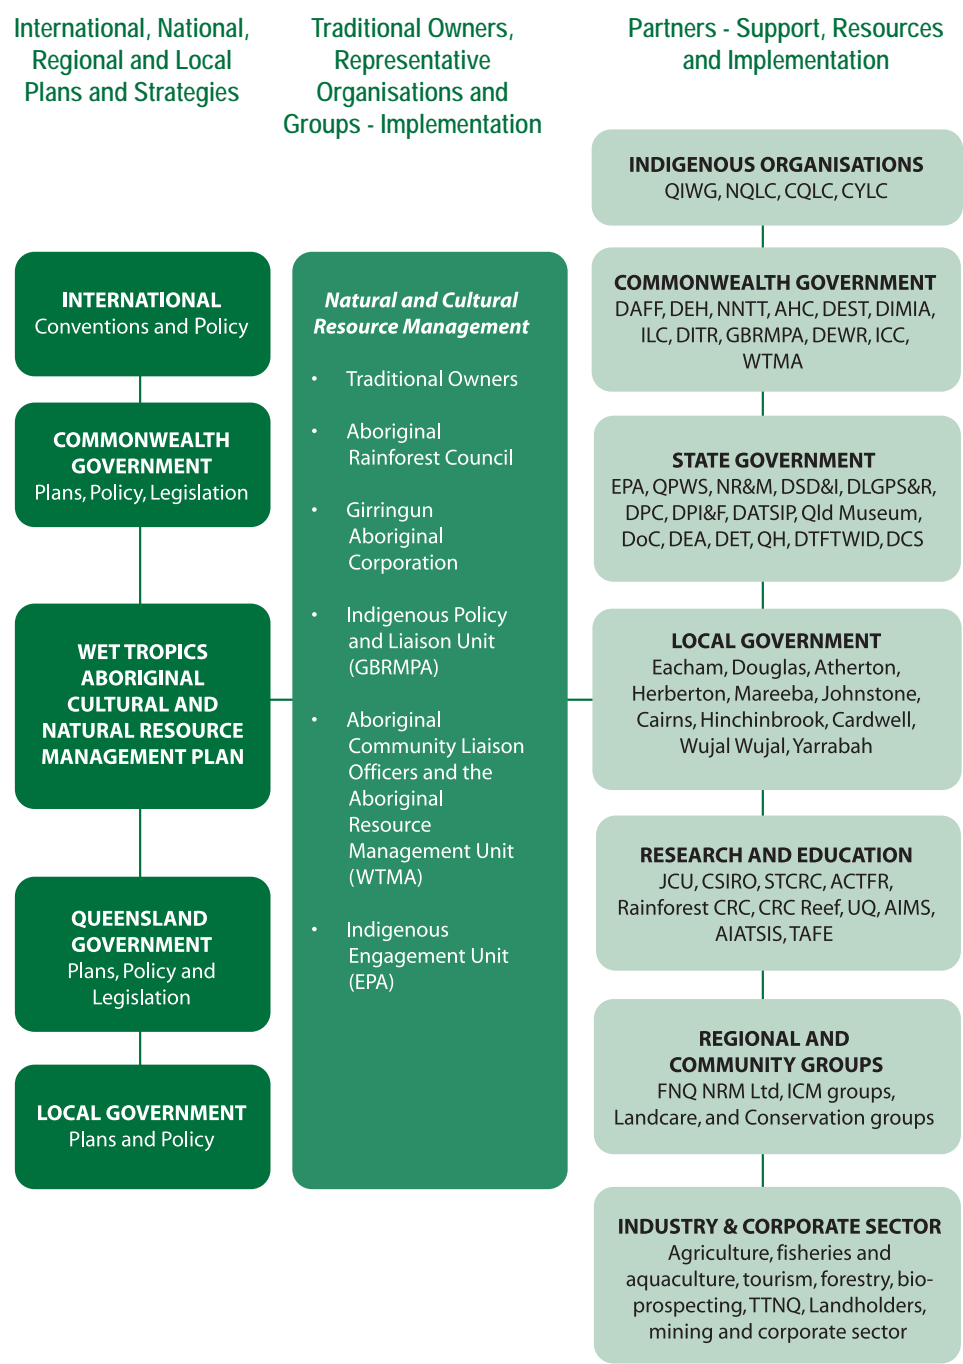 International, National,
Regional and Local
Plans and Strategies
Traditional Owners,
Representative
Organisations and
Groups - Implementation
Partners - Support, Resources
and Implementation
INTERNATIONAL
Conventions and Policy
COMMONWEALTH
GOVERNMENT
Plans, Policy, Legislation
WET TROPICS
ABORIGINAL
CULTURAL AND
NATURAL RESOURCE
MANAGEMENT PLAN
QUEENSLAND
GOVERNMENT
Plans, Policy and
Legislation
LOCAL GOVERNMENT
Plans and Policy
Natural and Cultural
Resource Management
• Traditional Owners
• Aboriginal
Rainforest Council
• Girringun
Aboriginal
Corporation
• Indigenous Policy
and Liaison Unit
(GBRMPA)
• Aboriginal
Community Liaison
Officers and the
Aboriginal
Resource
Management Unit
(WTMA)
• Indigenous
Engagement Unit
(EPA)
INDIGENOUS ORGANISATIONS
QIWG, NQLC, CQLC, CYLC
COMMONWEALTH GOVERNMENT
DAFF, DEH, NNTT, AHC, DEST, DIMIA,
ILC, DITR, GBRMPA, DEWR, ICC,
WTMA
STATE GOVERNMENT
EPA, QPWS, NR&M, DSD&I, DLGPS&R,
DPC, DPI&F, DATSIP, Qld Museum,
DoC, DEA, DET, QH, DTFTWID, DCS
LOCAL GOVERNMENT
Eacham, Douglas, Atherton,
Herberton, Mareeba, Johnstone,
Cairns, Hinchinbrook, Cardwell,
Wujal Wujal, Yarrabah
RESEARCH AND EDUCATION
JCU, CSIRO, STCRC, ACTFR,
Rainforest CRC, CRC Reef, UQ, AIMS,
AIATSIS, TAFE
REGIONAL AND
COMMUNITY GROUPS
FNQ NRM Ltd, ICM groups,
Landcare, and Conservation groups
INDUSTRY & CORPORATE SECTOR
Agriculture, fisheries and
aquaculture, tourism, forestry, bio-
prospecting, TTNQ, Landholders,
mining and corporate sector